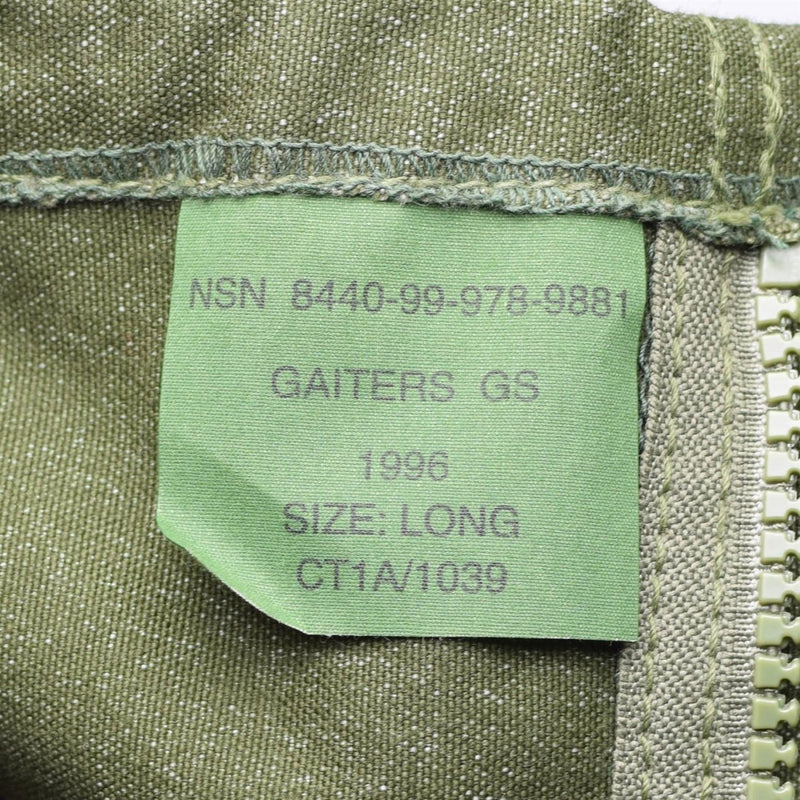 NSN 8440-99-978-9881
GAITERS GS
1996
SIZE: LONG
CT1A/1039